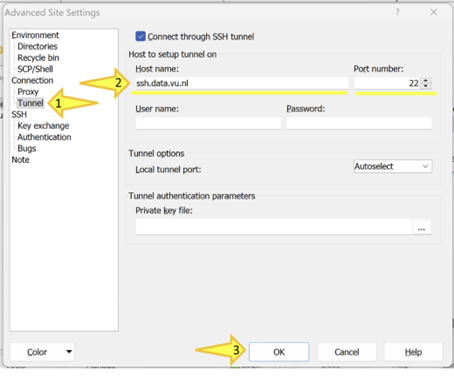 Advanced Site Settings ? ×
Environment
Directories
Recycle bin
SCP/Shell
Connection
Proxy
Tunnel
SSH
Key exchange
Authentication
Bugs
Note
1
Connect through SSH tunnel
Host to setup tunnel on
Host name: Port number:
2 ssh.data.vu.nl 22
User name: Password:
Tunnel options
Local tunnel port: Autoselect
Tunnel authentication parameters
Private key file:
...
Color 3 OK Cancel Help